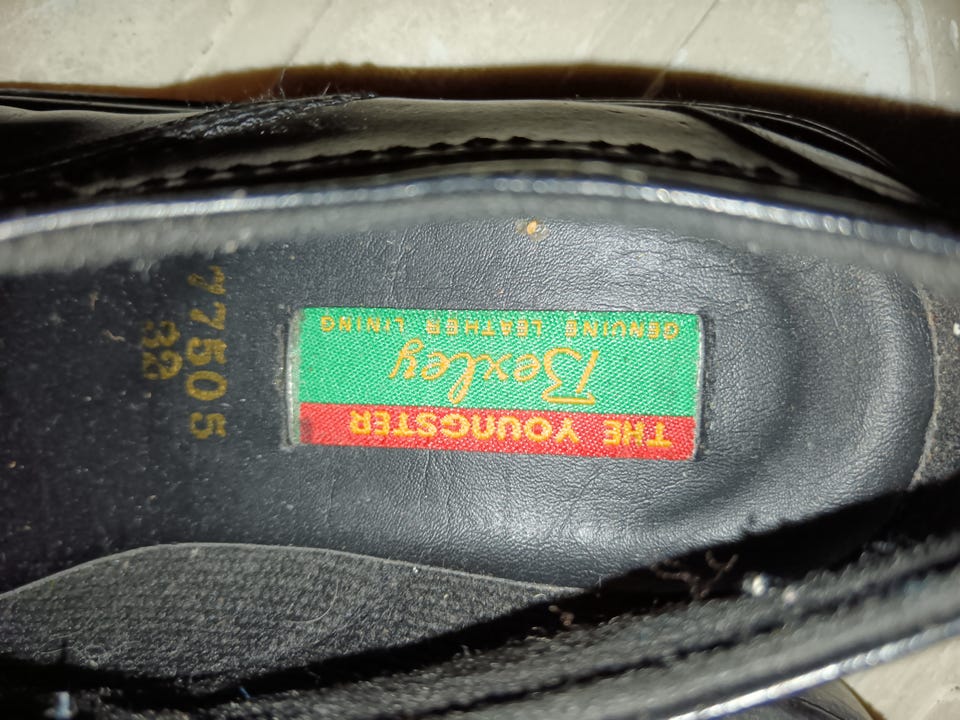 THE YOUNGSTER
Bexley
GENUINE LEATHER LINING
77505
32